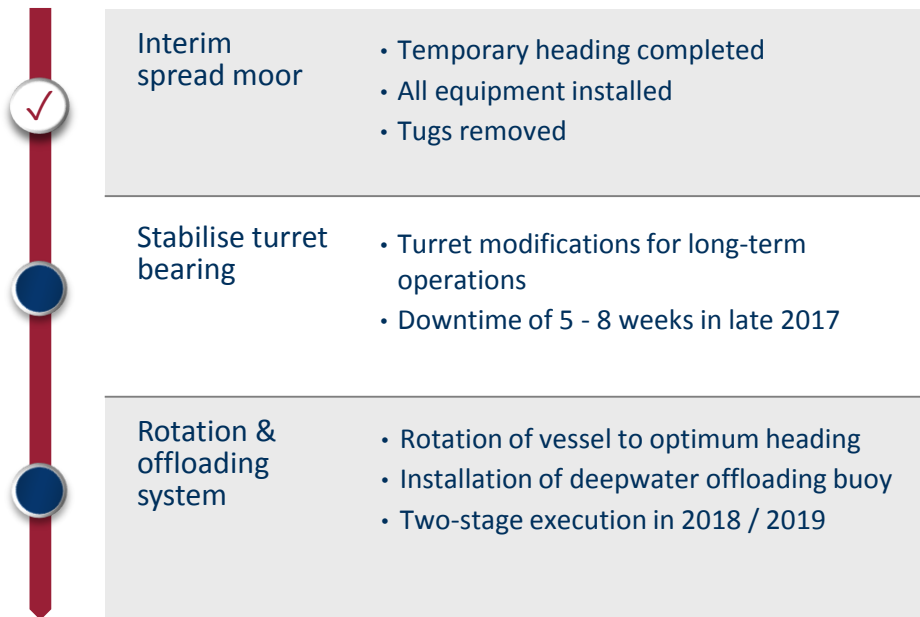 Interim
spread moor
• Temporary heading completed
• All equipment installed
• Tugs removed
Stabilise turret
bearing
• Turret modifications for long-term
operations
• Downtime of 5 - 8 weeks in late 2017
Rotation &
offloading
system
• Rotation of vessel to optimum heading
• Installation of deepwater offloading buoy
• Two-stage execution in 2018 / 2019